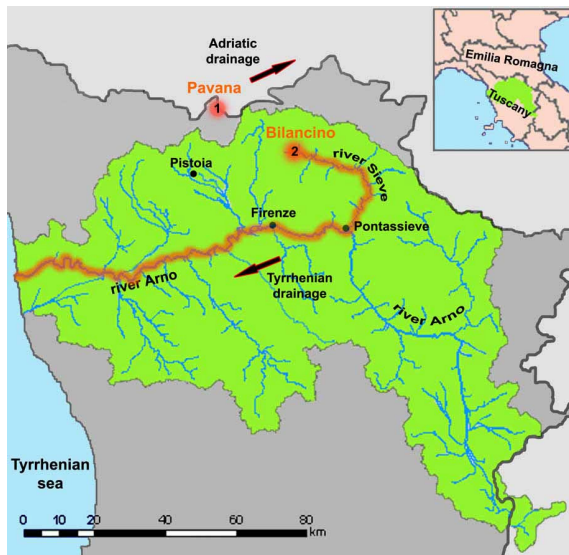 Adriatic
drainage
Emilia Romagna
Tuscany
Pavana
1
Bilancino
2
river Sieve
Pistoia
Firenze
Pontassieve
river Arno
Tyrrhenian
drainage
river Arno
Tyrrhenian
sea
0 20 40 60 80
km